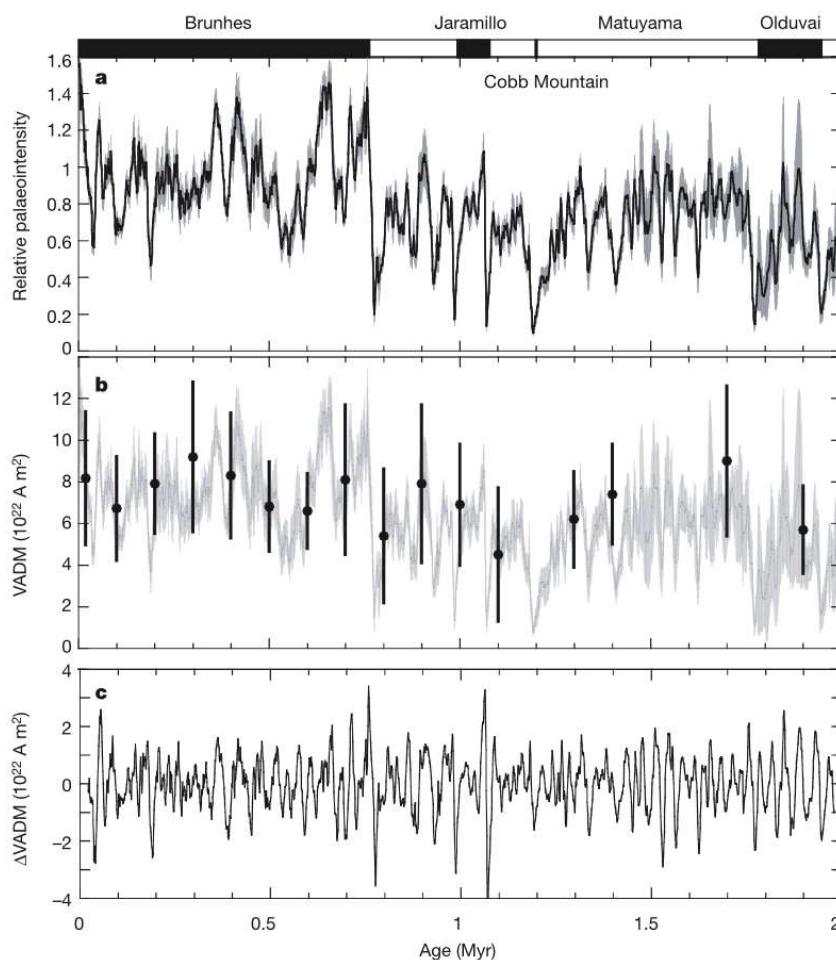 Brunhes Jaramillo Matuyama Olduvai
a
Cobb Mountain
Relative palaeointensity
1.6
1.4
1.2
1
0.8
0.6
0.4
0.2
0
b
VADM (10²² A m²)
12
10
8
6
4
2
0
c
ΔVADM (10²² A m²)
4
2
0
−2
−4
0 0.5 1 1.5 2
Age (Myr)